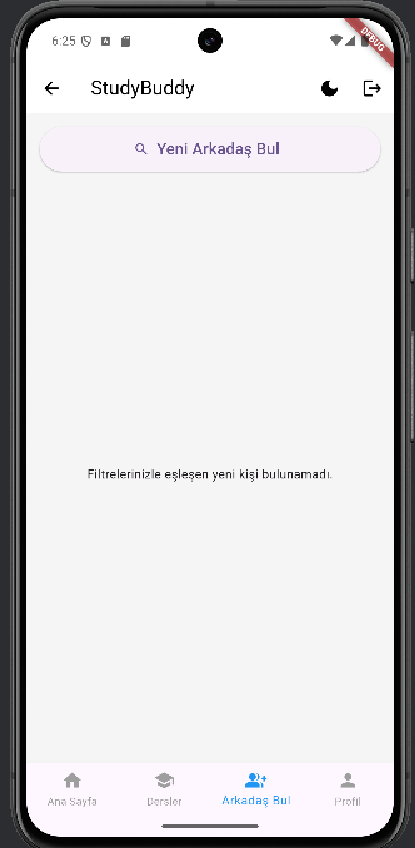 6:25
DEBUG
StudyBuddy
Yeni Arkadaş Bul
Filtrelerinizle eşleşen yeni kişi bulunamadı.
Ana Sayfa
Dersler
Arkadaş Bul
Profil